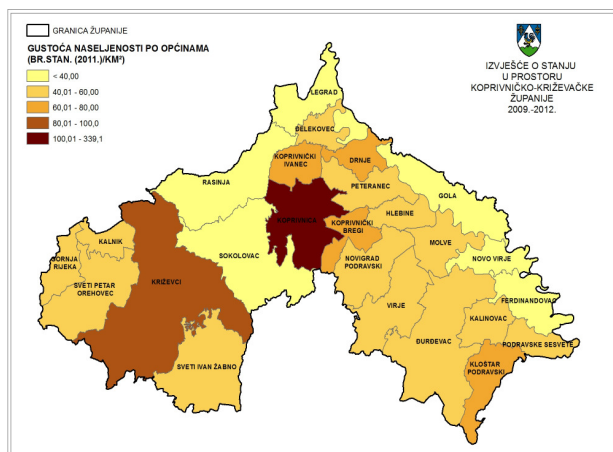 GRANICA ŽUPANIJE
GUSTOĆA NASELJENOSTI PO OPĆINAMA
(BR.STAN. (2011.)/KM²)
< 40,00
40,01 - 60,00
60,01 - 80,00
80,01 - 100,0
100,01 - 339,1
IZVJEŠĆE O STANJU
U PROSTORU
KOPRIVNIČKO-KRIŽEVAČKE
ŽUPANIJE
2009.-2012.
LEGRAD
ĐELEKOVEC
KOPRIVNIČKI
IVANEC
DRNJE
RASINJA
PETERANEC
GOLA
KOPRIVNICA
HLEBINE
KOPRIVNIČKI
BREGI
MOLVE
KALNIK
SOKOLOVAC
NOVIGRAD
PODRAVSKI
NOVO VIRJE
GORNJA
RIJEKA
KRIŽEVCI
SVETI PETAR
OREHOVEC
FERDINANDOVAC
VIRJE
KALINOVAC
ĐURĐEVAC
PODRAVSKE SESVETE
SVETI IVAN ŽABNO
KLOŠTAR
PODRAVSKI